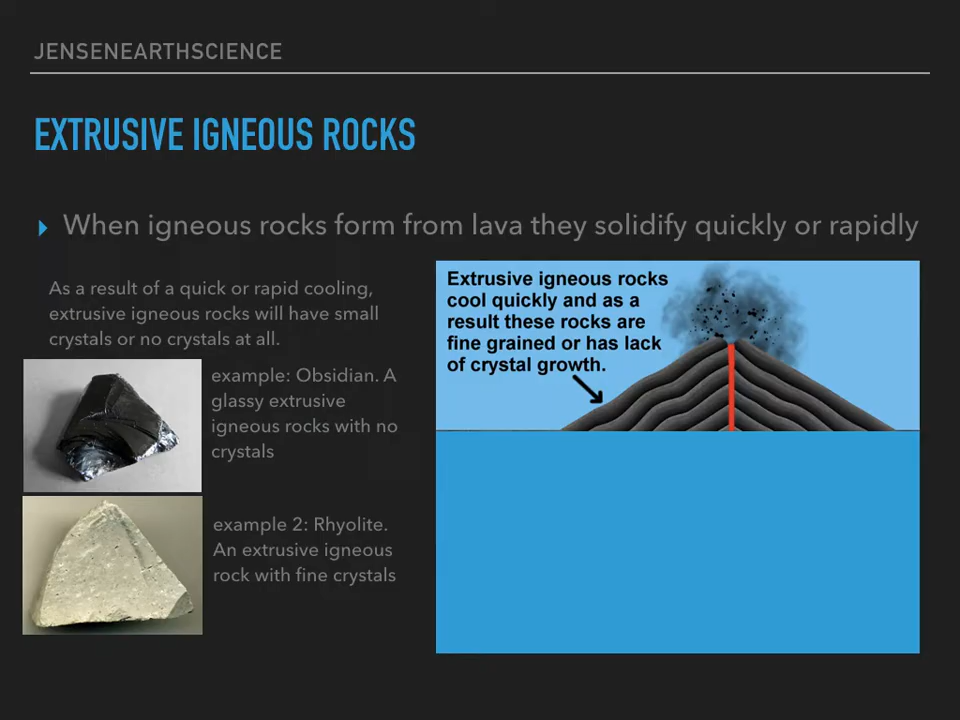 JENSENEARTHSCIENCE
EXTRUSIVE IGNEOUS ROCKS
When igneous rocks form from lava they solidify quickly or rapidly
As a result of a quick or rapid cooling,
extrusive igneous rocks will have small
crystals or no crystals at all.
example: Obsidian. A
glassy extrusive
igneous rocks with no
crystals
example 2: Rhyolite.
An extrusive igneous
rock with fine crystals
Extrusive igneous rocks
cool quickly and as a
result these rocks are
fine grained or has lack
of crystal growth.